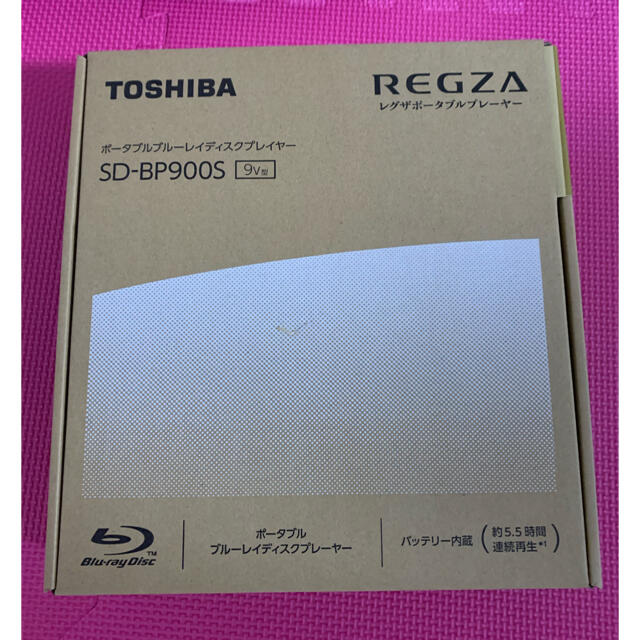 TOSHIBA
REGZA
レグザポータブルプレーヤー
ポータブルブルーレイディスクプレイヤー
SD-BP900S 9V型
Blu-ray Disc™
ポータブル
ブルーレイディスクプレーヤー
バッテリー内蔵
(約5.5時間
連続再生*1)